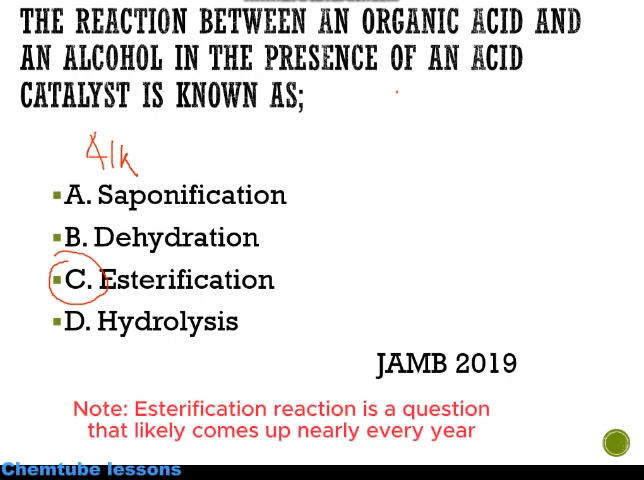 THE REACTION BETWEEN AN ORGANIC ACID AND
AN ALCOHOL IN THE PRESENCE OF AN ACID
CATALYST IS KNOWN AS;
Alk
A. Saponification
B. Dehydration
C. Esterification
D. Hydrolysis
JAMB 2019
Note: Esterification reaction is a question
that likely comes up nearly every year
Chemtube lessons